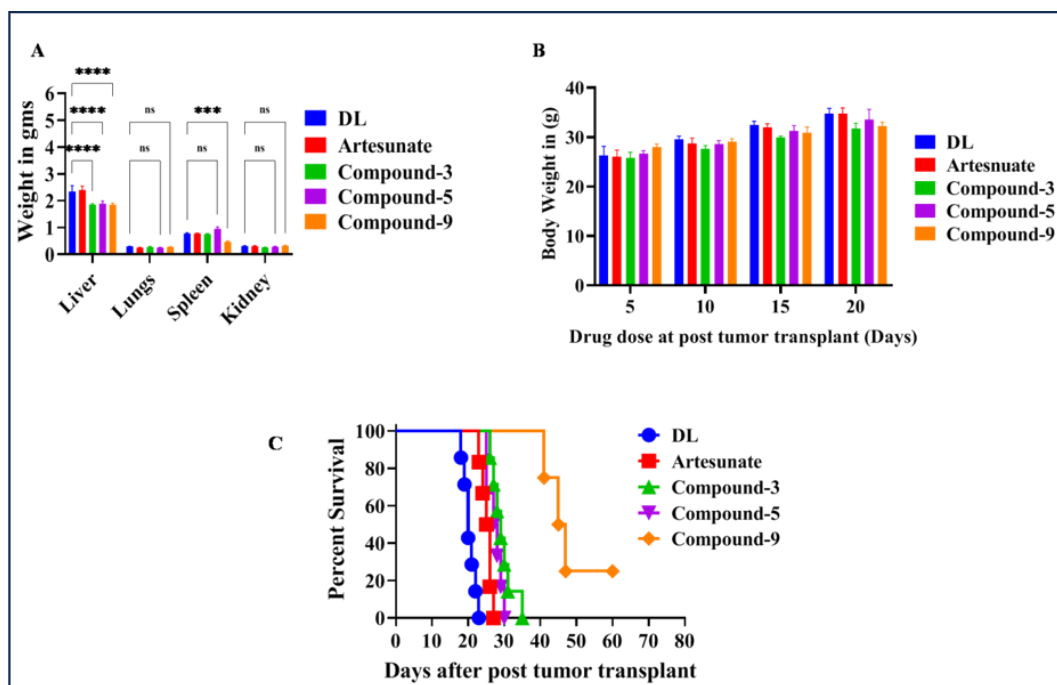 A
Weight in gms
6
5
4
3
2
1
0
****
****
****
ns
ns
***
ns
ns
ns
Liver
Lungs
Spleen
Kidney
DL
Artesunate
Compound-3
Compound-5
Compound-9
B
Body Weight in (g)
40
30
20
10
0
5 10 15 20
Drug dose at post tumor transplant (Days)
DL
Artesnuate
Compound-3
Compound-5
Compound-9
C
Percent Survival
100
80
60
40
20
0
0 10 20 30 40 50 60 70 80
Days after post tumor transplant
DL
Artesunate
Compound-3
Compound-5
Compound-9